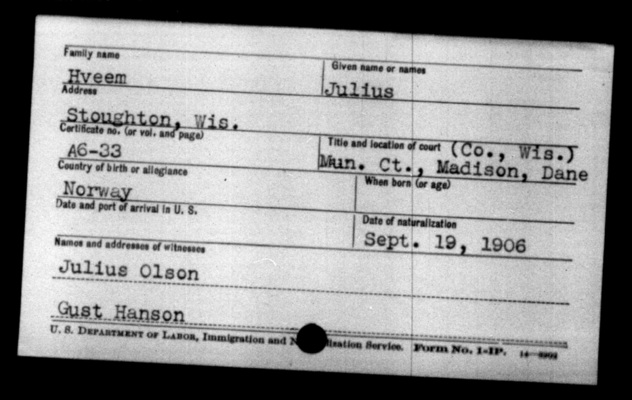 Family name
Given name or names
Hveem
Julius
Address
Stoughton, Wis.
Certificate no. (or vol. and page)
Title and location of court (Co., Wis.)
A6-33
Mun. Ct., Madison, Dane
Country of birth or allegiance
When born (or age)
Norway
Date and port of arrival in U. S.
Date of naturalization
Sept. 19, 1906
Names and addresses of witnesses
Julius Olson
Gust Hanson
U. S. DEPARTMENT OF LABOR, Immigration and N lization Service. Form No. 1-IP.